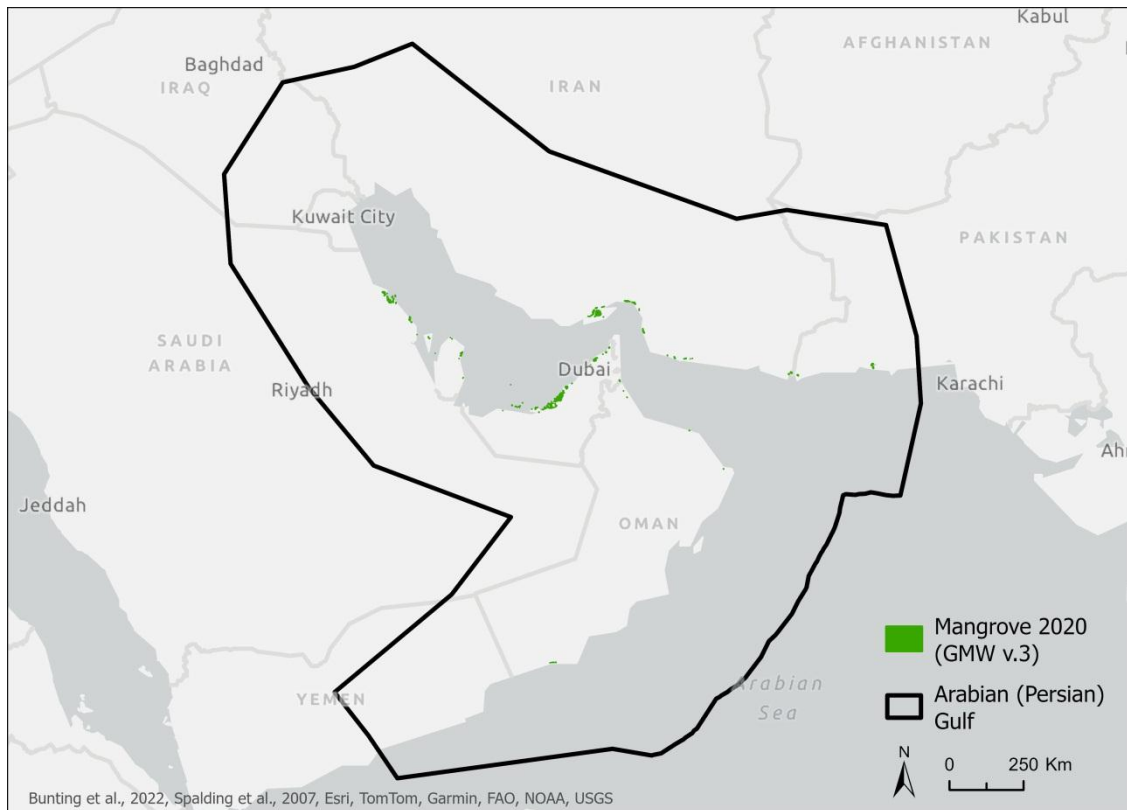 Kabul
AFGHANISTAN
Baghdad
IRAQ
IRAN
Kuwait City
PAKISTAN
SAUDI
ARABIA
Dubai
Riyadh
Karachi
Ahr
Jeddah
OMAN
YEMEN
Arabian
Sea
Mangrove 2020
(GMW v.3)
Arabian (Persian)
Gulf
N
0 250 Km
Bunting et al., 2022, Spalding et al., 2007, Esri, TomTom, Garmin, FAO, NOAA, USGS